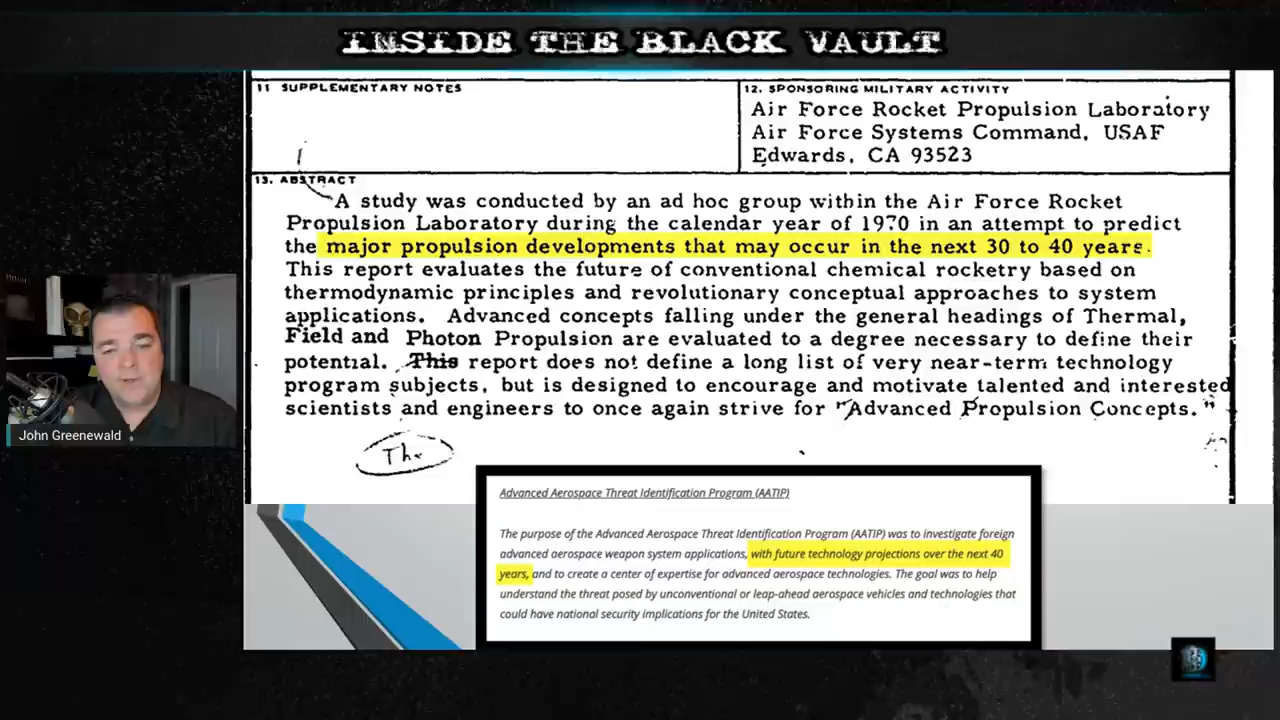 INSIDE THE BLACK VAULT
11 SUPPLEMENTARY NOTES
12. SPONSORING MILITARY ACTIVITY
Air Force Rocket Propulsion Laboratory
Air Force Systems Command, USAF
Edwards, CA 93523
13. ABSTRACT
A study was conducted by an ad hoc group within the Air Force Rocket
Propulsion Laboratory during the calendar year of 1970 in an attempt to predict
the major propulsion developments that may occur in the next 30 to 40 years.
This report evaluates the future of conventional chemical rocketry based on
thermodynamic principles and revolutionary conceptual approaches to system
applications. Advanced concepts falling under the general headings of Thermal,
Field and Photon Propulsion are evaluated to a degree necessary to define their
potential. This report does not define a long list of very near-term technology
program subjects, but is designed to encourage and motivate talented and interested
scientists and engineers to once again strive for "Advanced Propulsion Concepts."
The
John Greenewald
Advanced Aerospace Threat Identification Program (AATIP)
The purpose of the Advanced Aerospace Threat Identification Program (AATIP) was to investigate foreign
advanced aerospace weapon system applications, with future technology projections over the next 40
years, and to create a center of expertise for advanced aerospace technologies. The goal was to help
understand the threat posed by unconventional or leap-ahead aerospace vehicles and technologies that
could have national security implications for the United States.